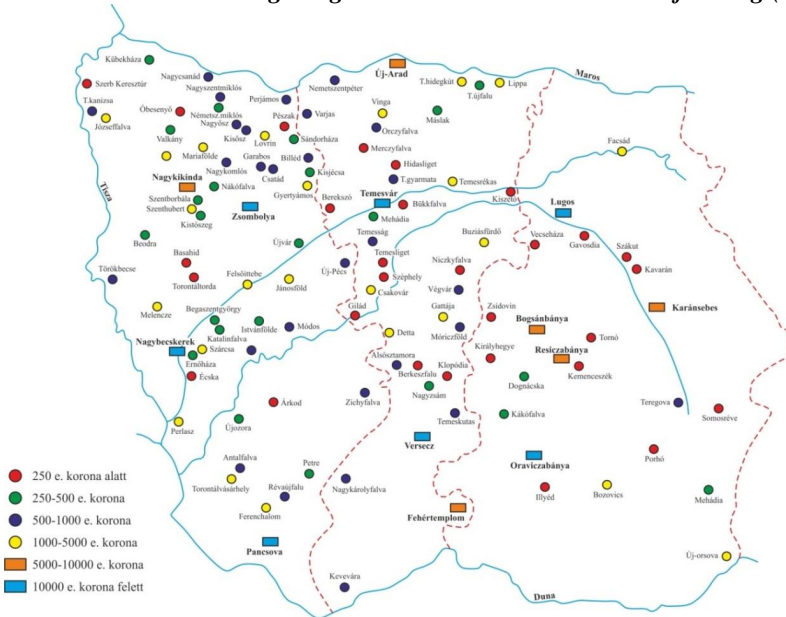 Kübekháza
Nagycsanád
Szerb Keresztúr
Nagyszentmiklós
T.kanizsa
Józseffalva
Óbesenyő
Németsz.miklós
Nagyősz
Perjámos
Pészak
Varjas
Nemetszentpéter
Új-Arad
Vinga
Orczyfalva
T.hidegkút
T.újfalu
Lippa
Máslak
Maros
Facsád
Valkány
Kisősz
Lovrin
Sándorháza
Mariafölde
Garabos
Billéd
Nagykomlós
Csatád
Kisjécsa
Merczyfalva
Hidasliget
T.gyarmata
Temesrékas
Kiszető
Nagykikinda
Nákófalva
Gyertyámos
Berekszó
Temesvár
Bükkfalva
Mehádia
Lugos
Tisza
Szentborbála
Szenthubert
Kistószeg
Zsombolya
Temesság
Buziásfürdő
Vecseháza
Gavosdia
Szákut
Kavarán
Beodra
Újvár
Basahid
Torontáltorda
Felsőittebe
Jánosföld
Új-Pécs
Temesliget
Széphely
Csakovár
Niczkyfalva
Végvár
Törökbecse
Melencze
Begaszentgyörgy
Katalinfalva
Istvánfölde
Módos
Gilád
Gattája
Móriczföld
Zsidovin
Bogsánbánya
Karánsebes
Nagybecskerek
Szárcsa
Ernőháza
Écska
Detta
Alsósztamora
Berkeszfalu
Klopódia
Királyhegye
Resiczabánya
Tornó
Kemenceszék
Nagyzsám
Dognácska
Árkod
Zichyfalva
Temeskutas
Kákófalva
Teregova
Somoszéve
Perlasz
Újozora
Versecz
Oraviczabánya
Porhó
Antalfalva
Torontálvásárhely
Petre
Révaújfalu
Nagykárolyfalva
Ferenchalom
Fehértemplom
Illyéd
Bozovics
Mehádia
Pancsova
Kevevára
Új-orsova
Duna
250 e. korona alatt
250-500 e. korona
500-1000 e. korona
1000-5000 e. korona
5000-10000 e. korona
10000 e. korona felett